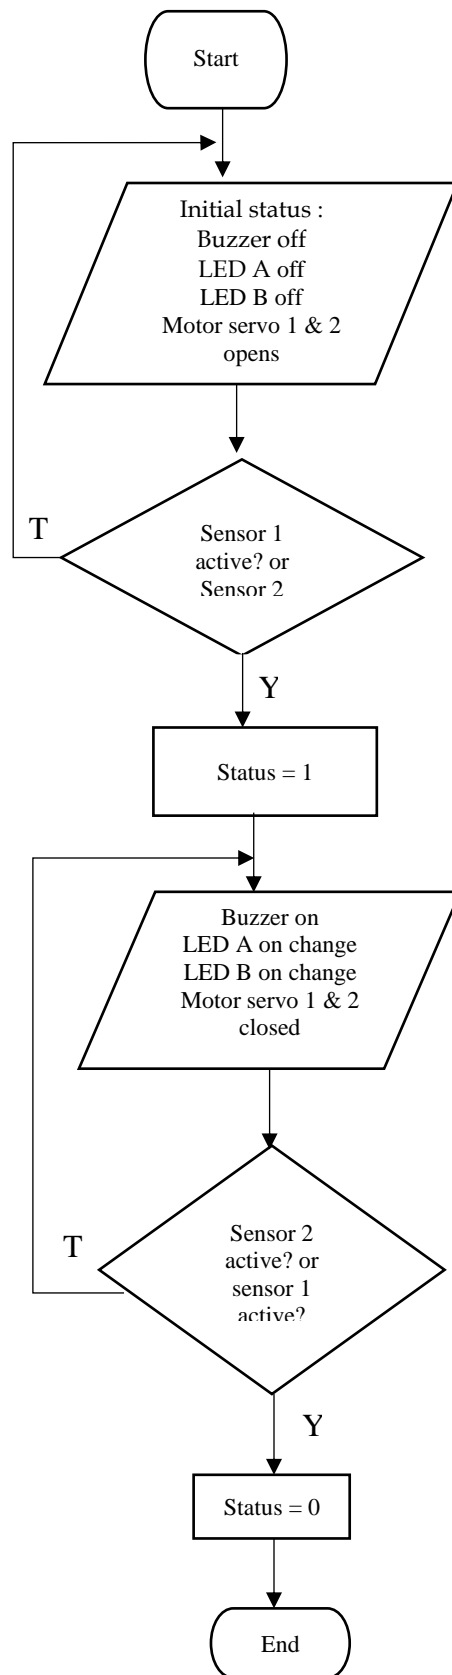 Start
Initial status :
Buzzer off
LED A off
LED B off
Motor servo 1 & 2
opens
T
Sensor 1
active? or
Sensor 2
Y
Status = 1
Buzzer on
LED A on change
LED B on change
Motor servo 1 & 2
closed
T
Sensor 2
active? or
sensor 1
active?
Y
Status = 0
End